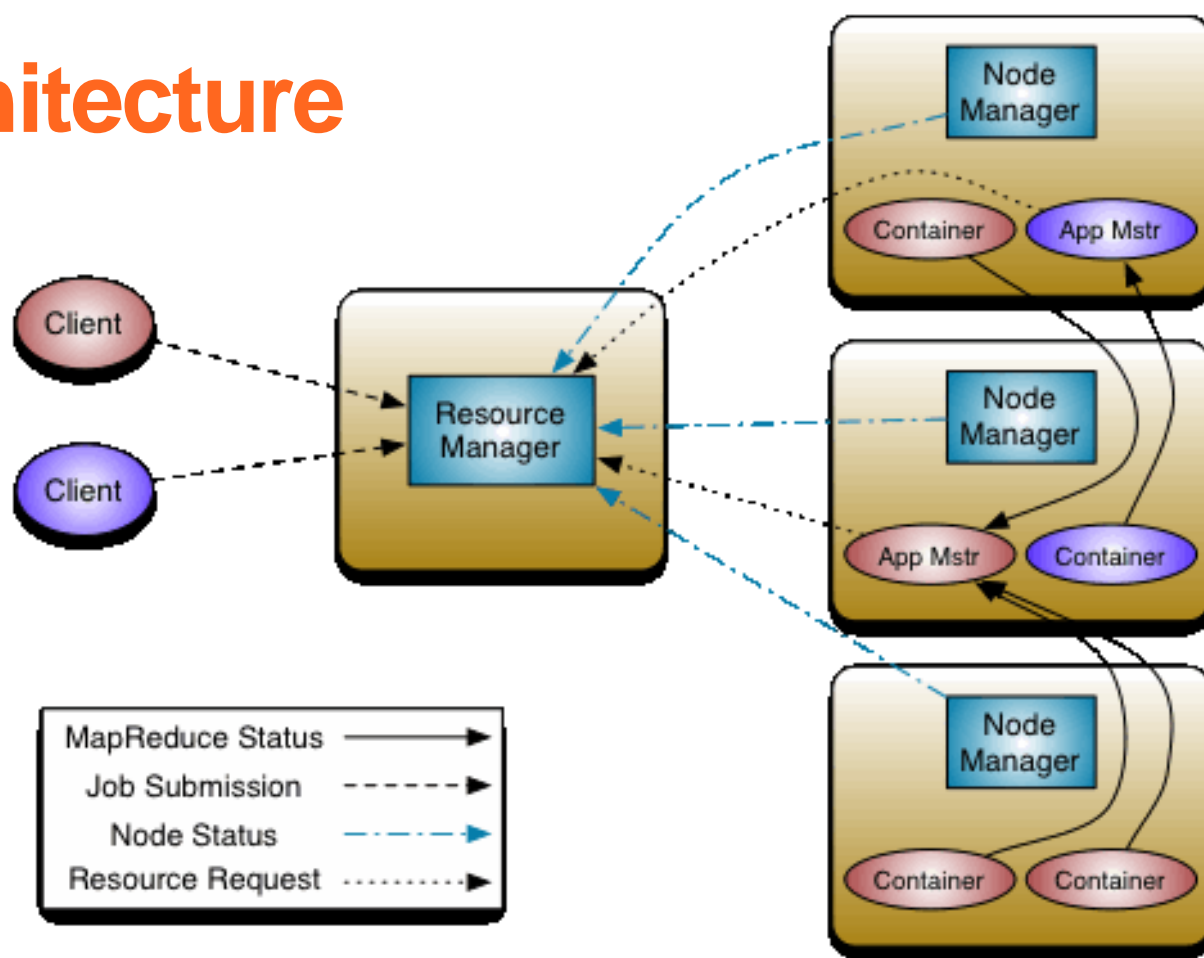 hitecture
Node
Manager
Container
App Mstr
Client
Resource
Manager
Node
Manager
Client
App Mstr
Container
Node
Manager
Container
Container
MapReduce Status
Job Submission
Node Status
Resource Request